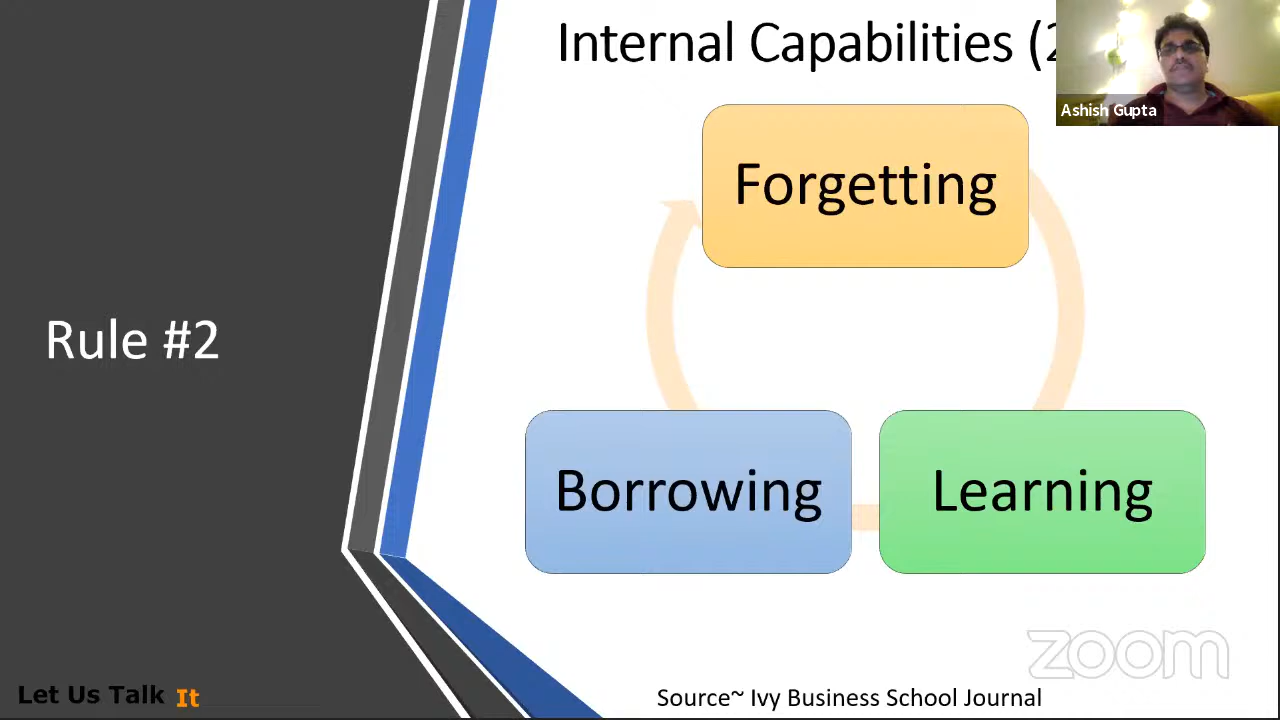 Internal Capabilities (2
Ashish Gupta
Forgetting
Rule #2
Borrowing
Learning
zoom
Let Us Talk It
Source~ Ivy Business School Journal